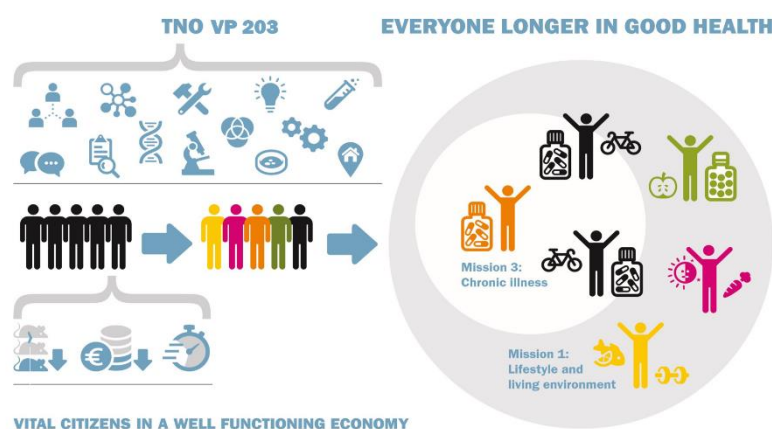 TNO VP 203
EVERYONE LONGER IN GOOD HEALTH
Mission 3:
Chronic illness
Mission 1:
Lifestyle and
living environment
€
VITAL CITIZENS IN A WELL FUNCTIONING ECONOMY